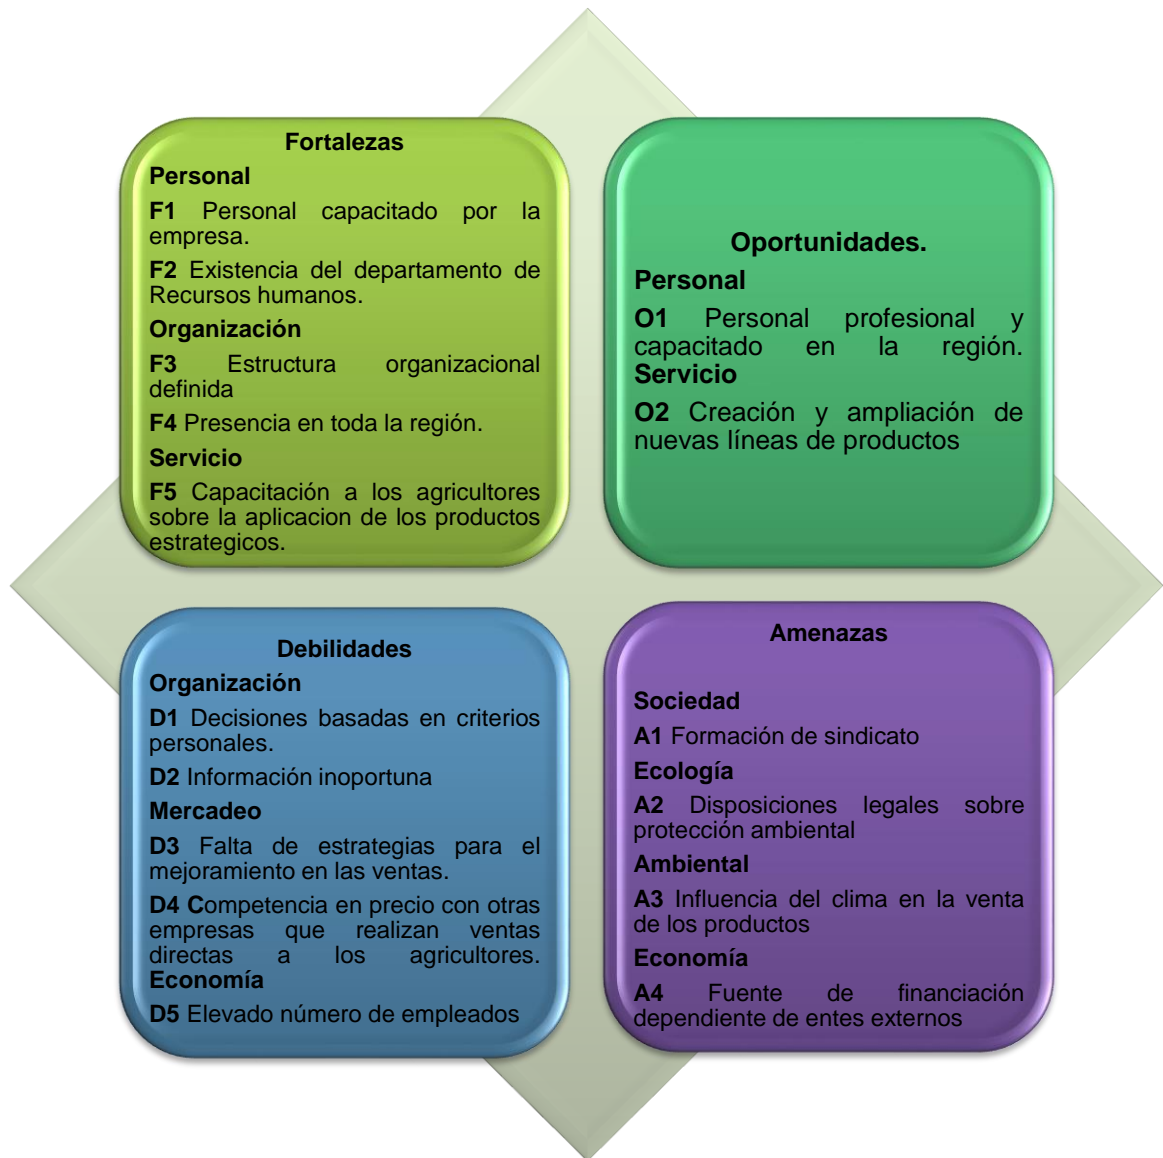 Fortalezas
Personal
F1 Personal capacitado por la
empresa.
F2 Existencia del departamento de
Recursos humanos.
Organización
F3 Estructura organizacional
definida
F4 Presencia en toda la región.
Servicio
F5 Capacitación a los agricultores
sobre la aplicacion de los productos
estrategicos.
Oportunidades.
Personal
O1 Personal profesional y
capacitado en la región.
Servicio
O2 Creación y ampliación de
nuevas líneas de productos
Debilidades
Organización
D1 Decisiones basadas en criterios
personales.
D2 Información inoportuna
Mercadeo
D3 Falta de estrategias para el
mejoramiento en las ventas.
D4 Competencia en precio con otras
empresas que realizan ventas
directas a los agricultores.
Economía
D5 Elevado número de empleados
Amenazas
Sociedad
A1 Formación de sindicato
Ecología
A2 Disposiciones legales sobre
protección ambiental
Ambiental
A3 Influencia del clima en la venta
de los productos
Economía
A4 Fuente de financiación
dependiente de entes externos